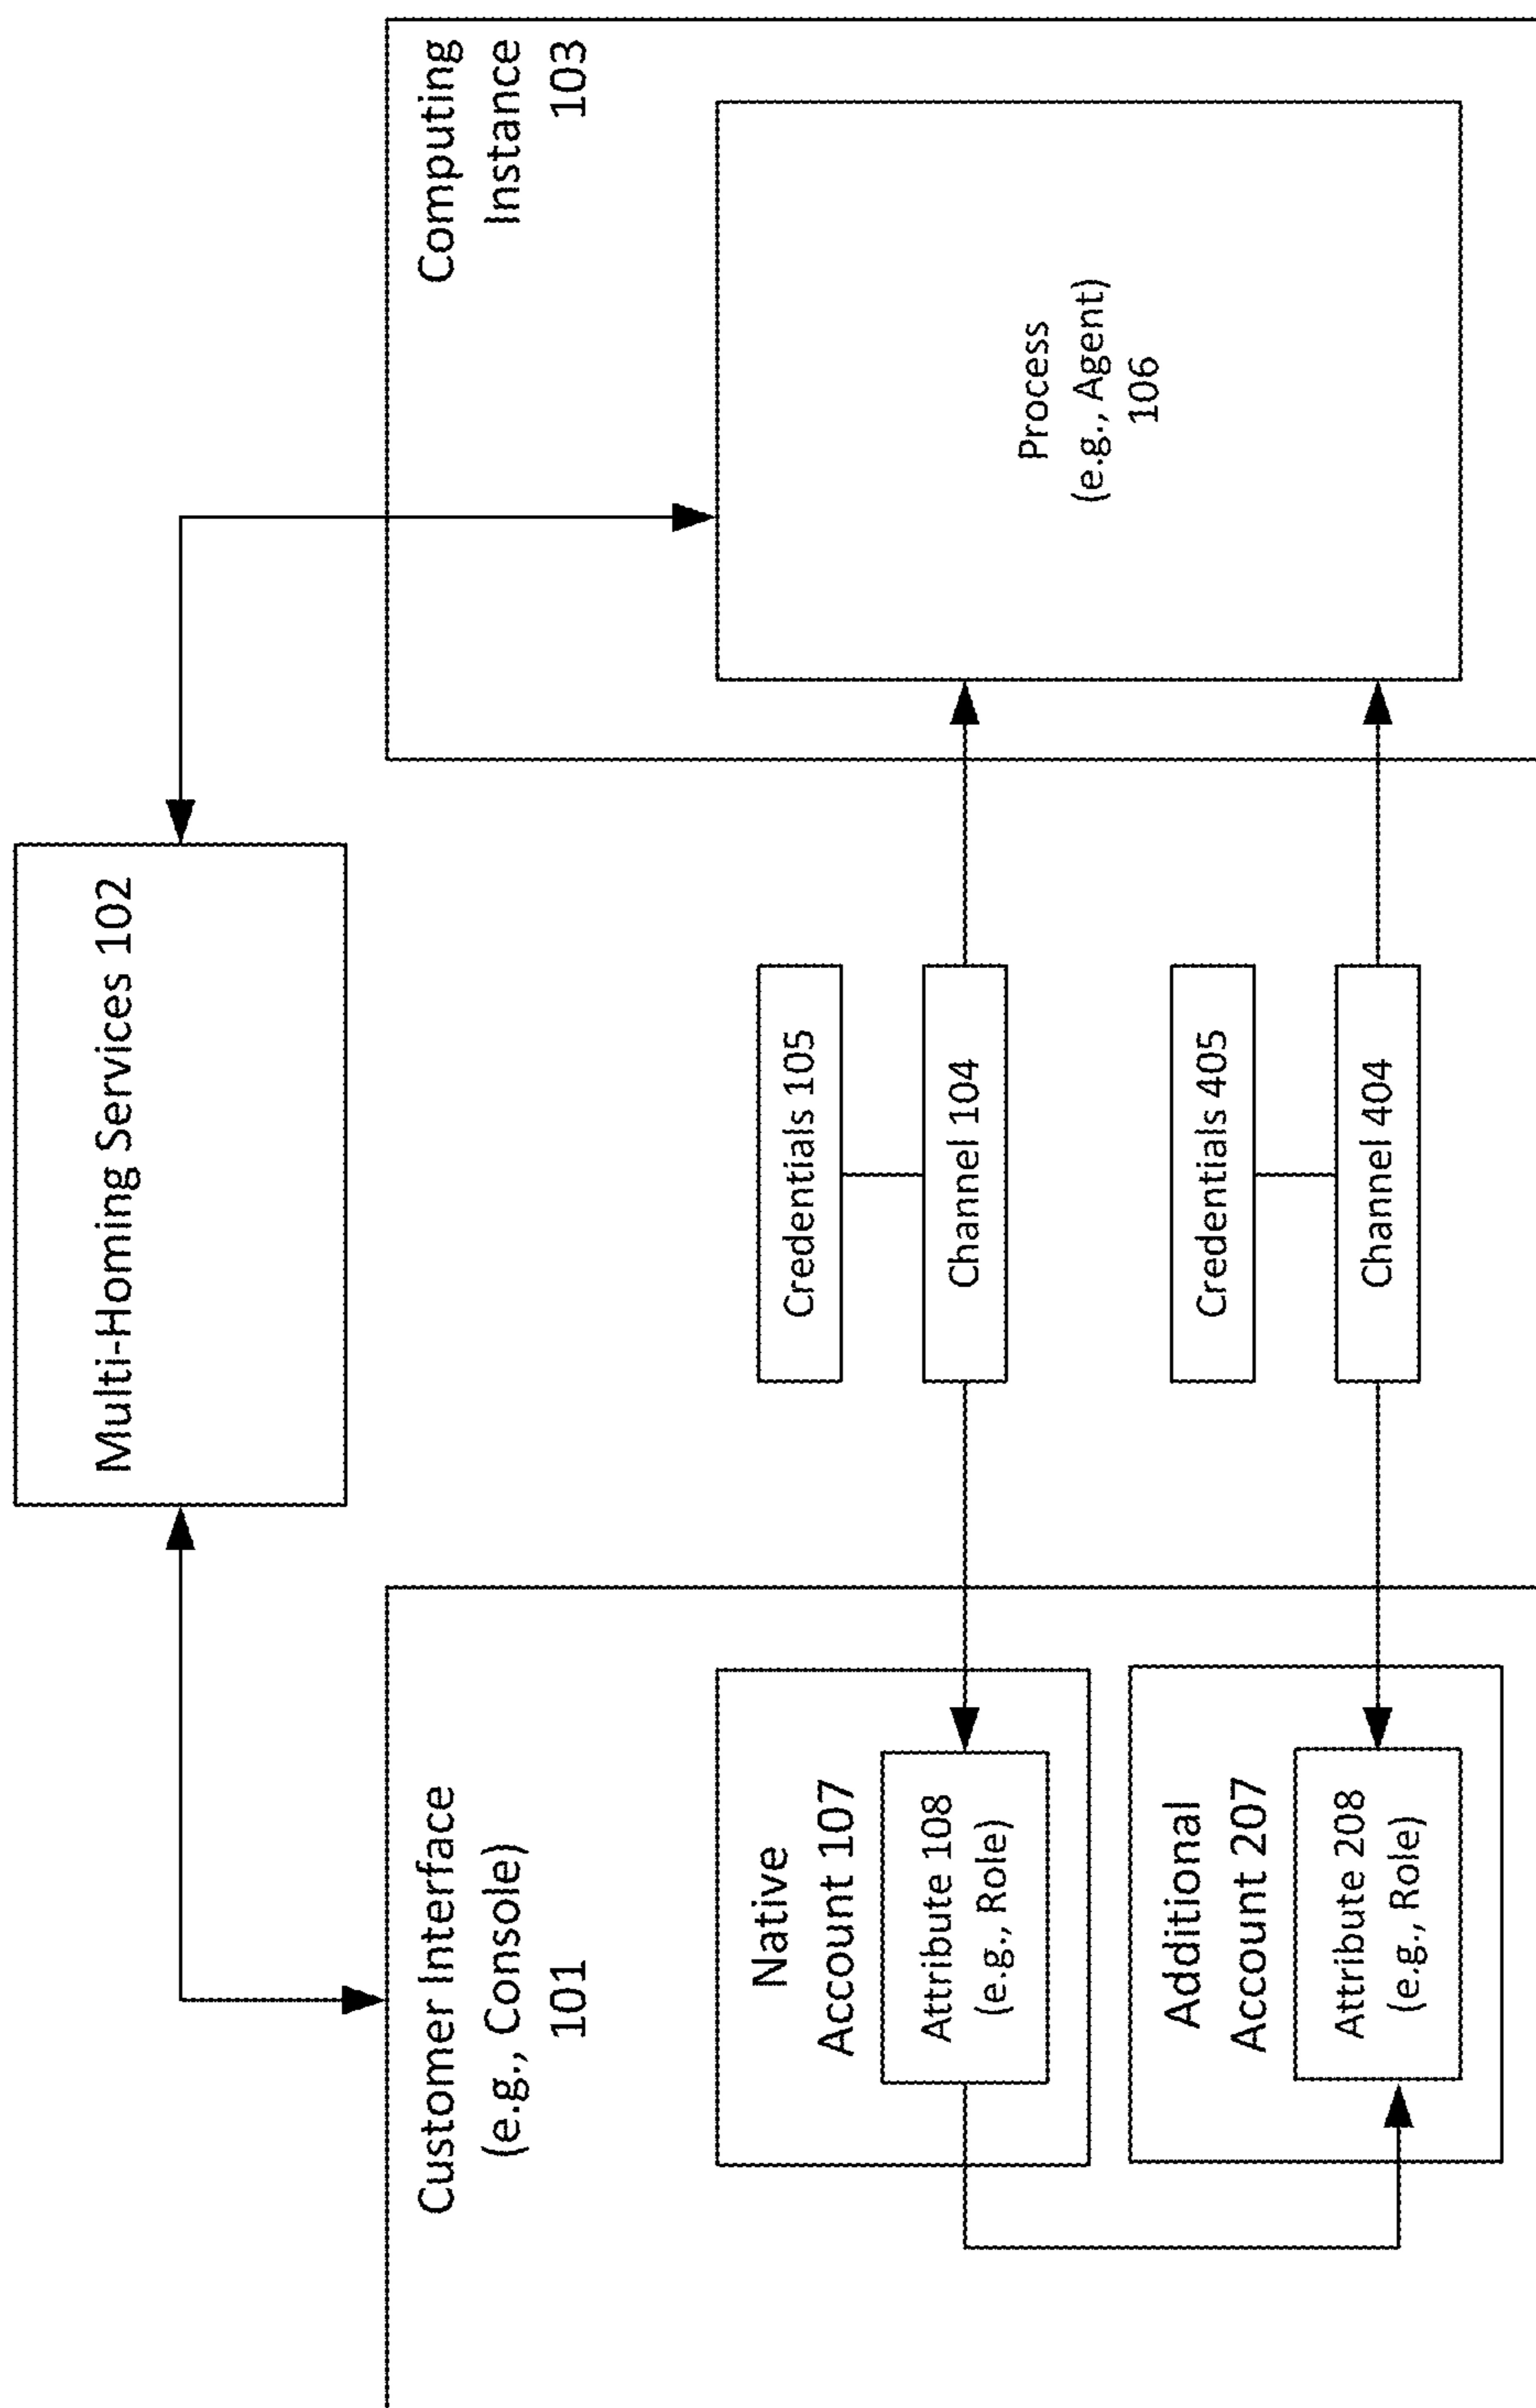 Multi-Homing Services 102
Customer Interface
(e.g., Console)
101
Native
Account 107
Attribute 108
(e.g., Role)
Additional
Account 207
Attribute 208
(e.g., Role)
Credentials 105
Channel 104
Credentials 405
Channel 404
Computing
Instance
103
Process
(e.g., Agent)
106